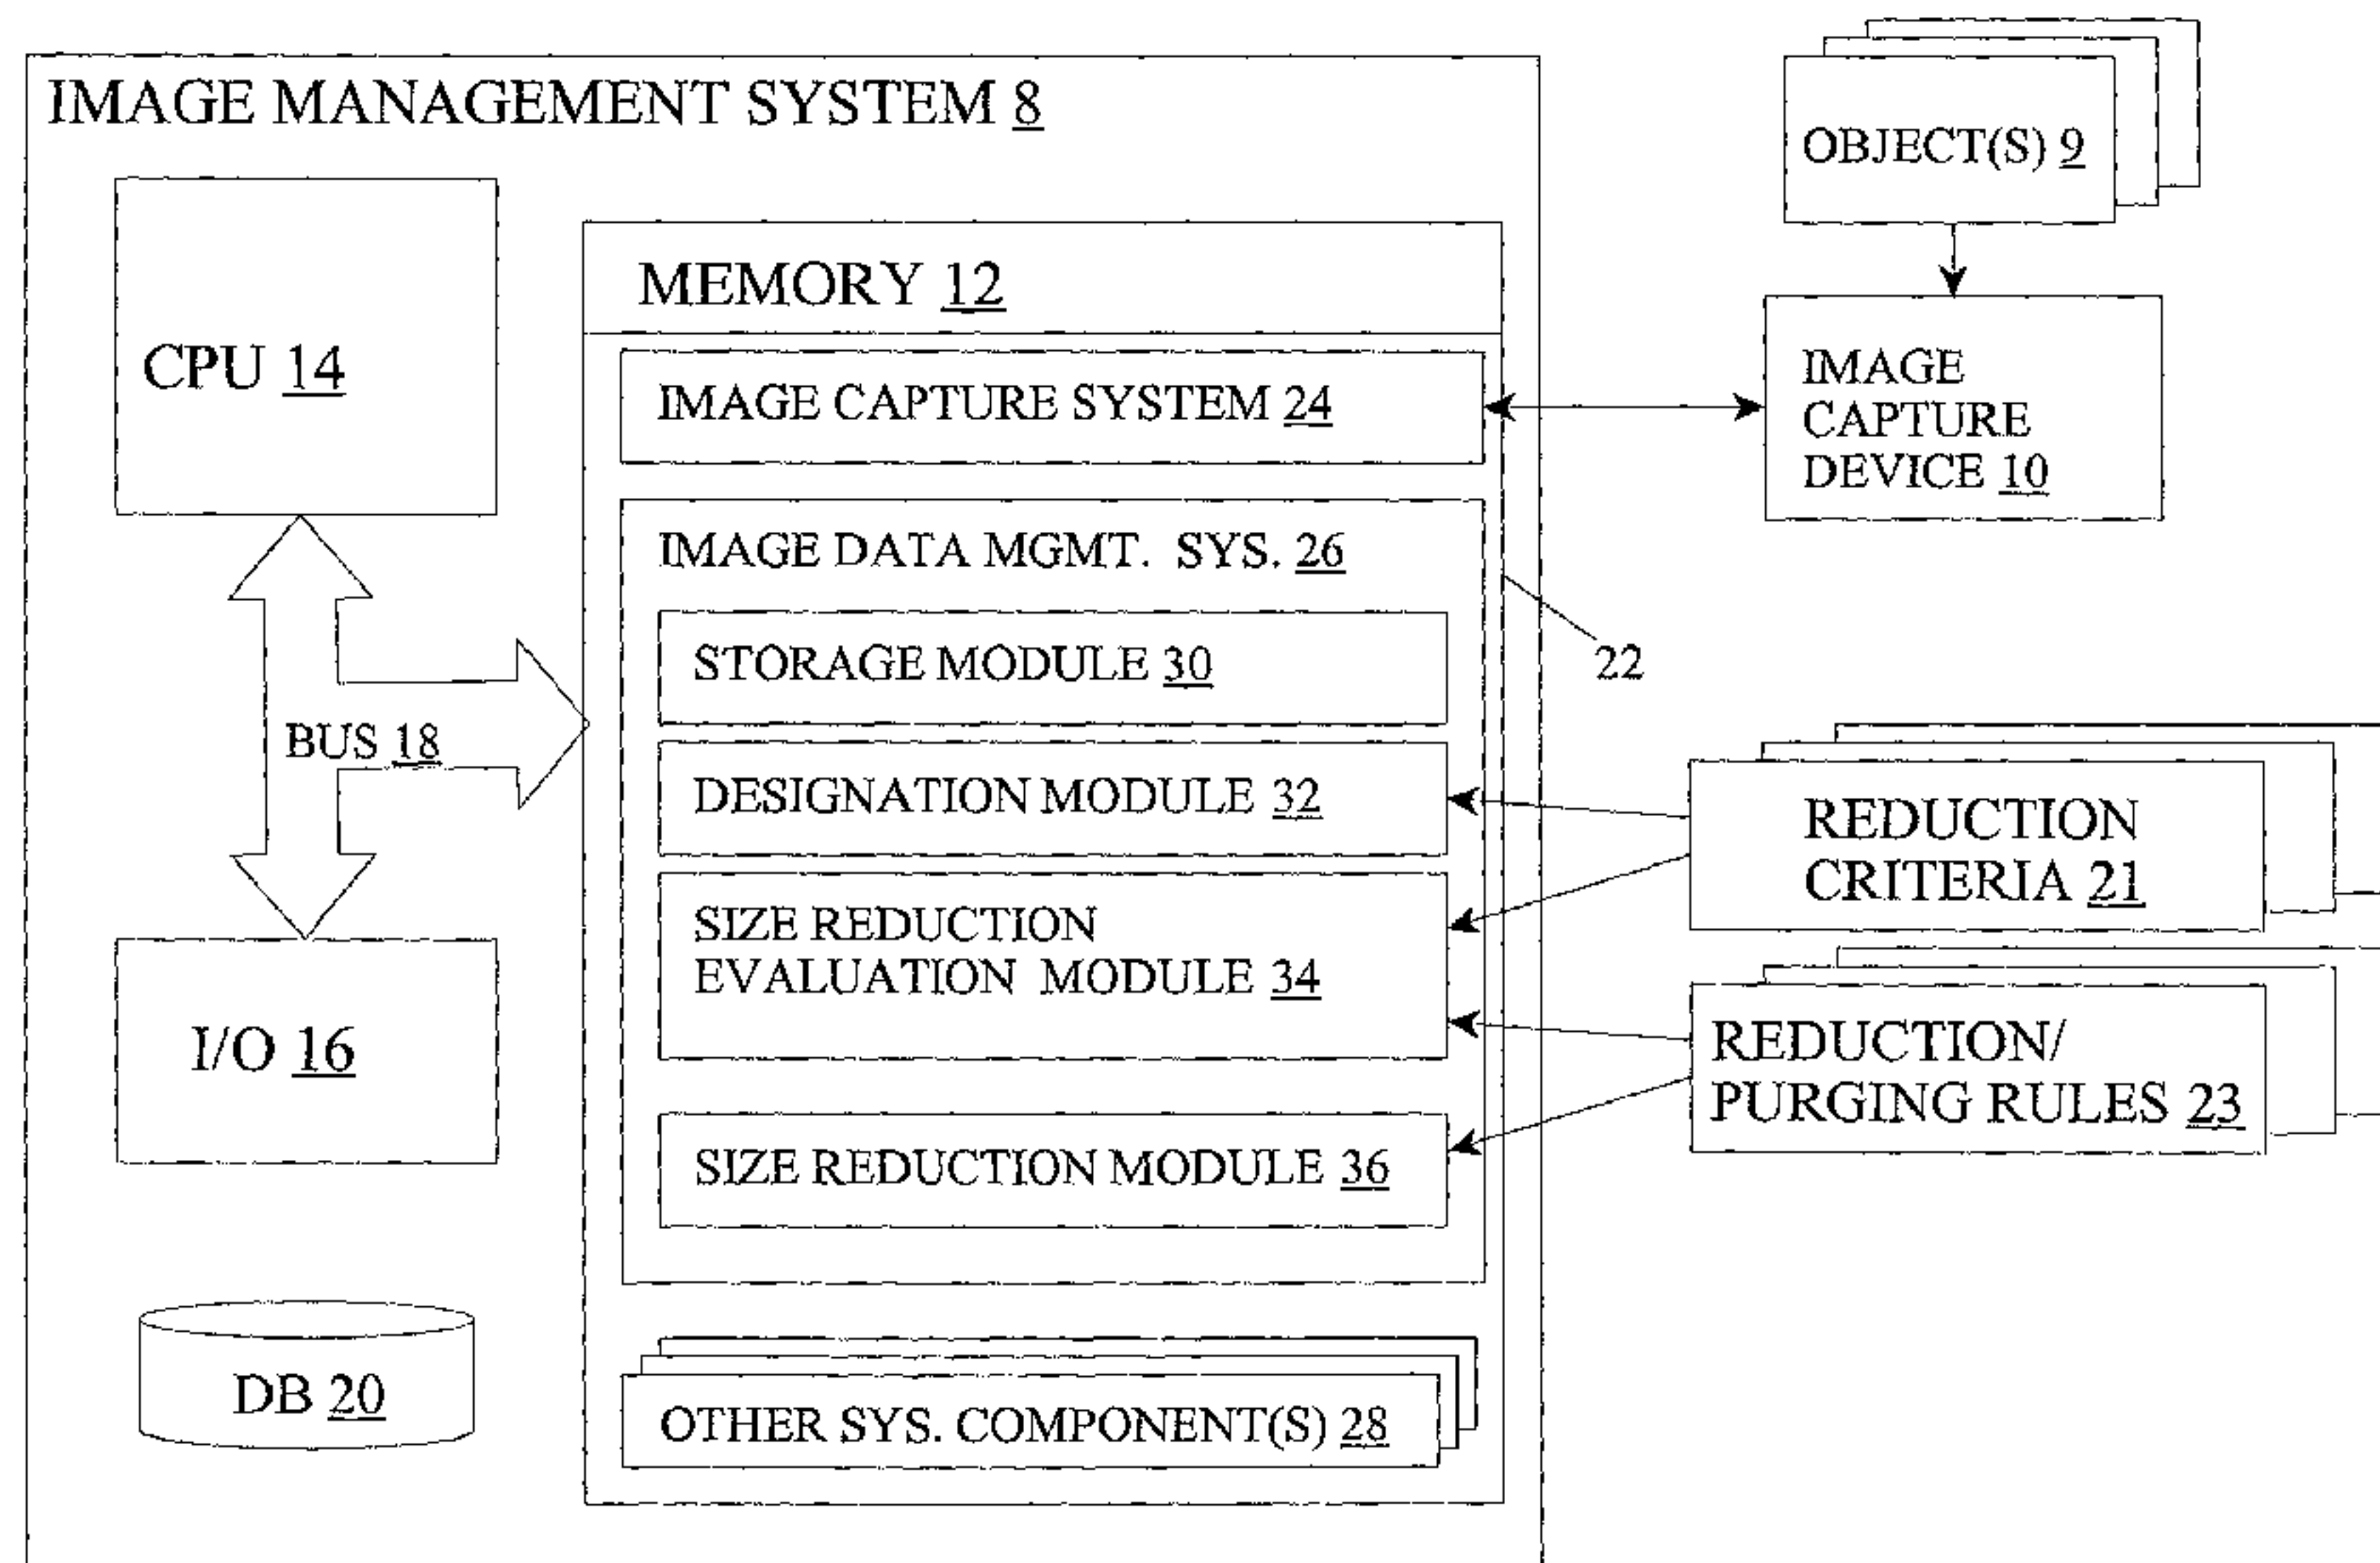 IMAGE MANAGEMENT SYSTEM 8
OBJECT(S) 9
CPU 14
MEMORY 12
IMAGE CAPTURE SYSTEM 24
IMAGE
CAPTURE
DEVICE 10
IMAGE DATA MGMT. SYS. 26
STORAGE MODULE 30
22
BUS 18
DESIGNATION MODULE 32
REDUCTION
CRITERIA 21
SIZE REDUCTION
EVALUATION MODULE 34
I/O 16
REDUCTION/
PURGING RULES 23
SIZE REDUCTION MODULE 36
DB 20
OTHER SYS. COMPONENT(S) 28